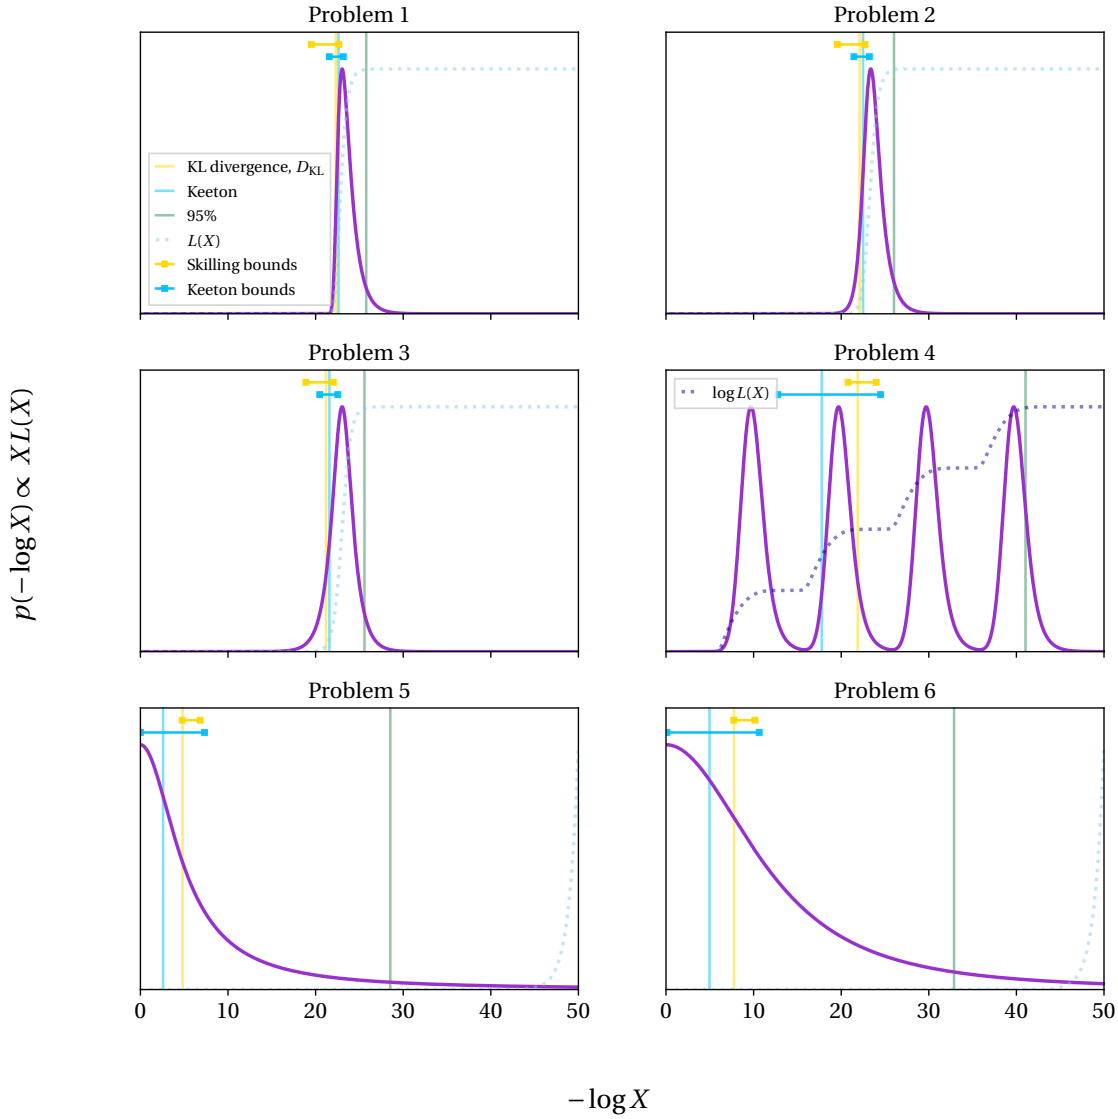 Problem 1
Problem 2
KL divergence, D_KL
Keeton
95%
L(X)
Skilling bounds
Keeton bounds
Problem 3
Problem 4
log L(X)
p(− log X) ∝ X L(X)
Problem 5
Problem 6
0 10 20 30 40 50
0 10 20 30 40 50
− log X